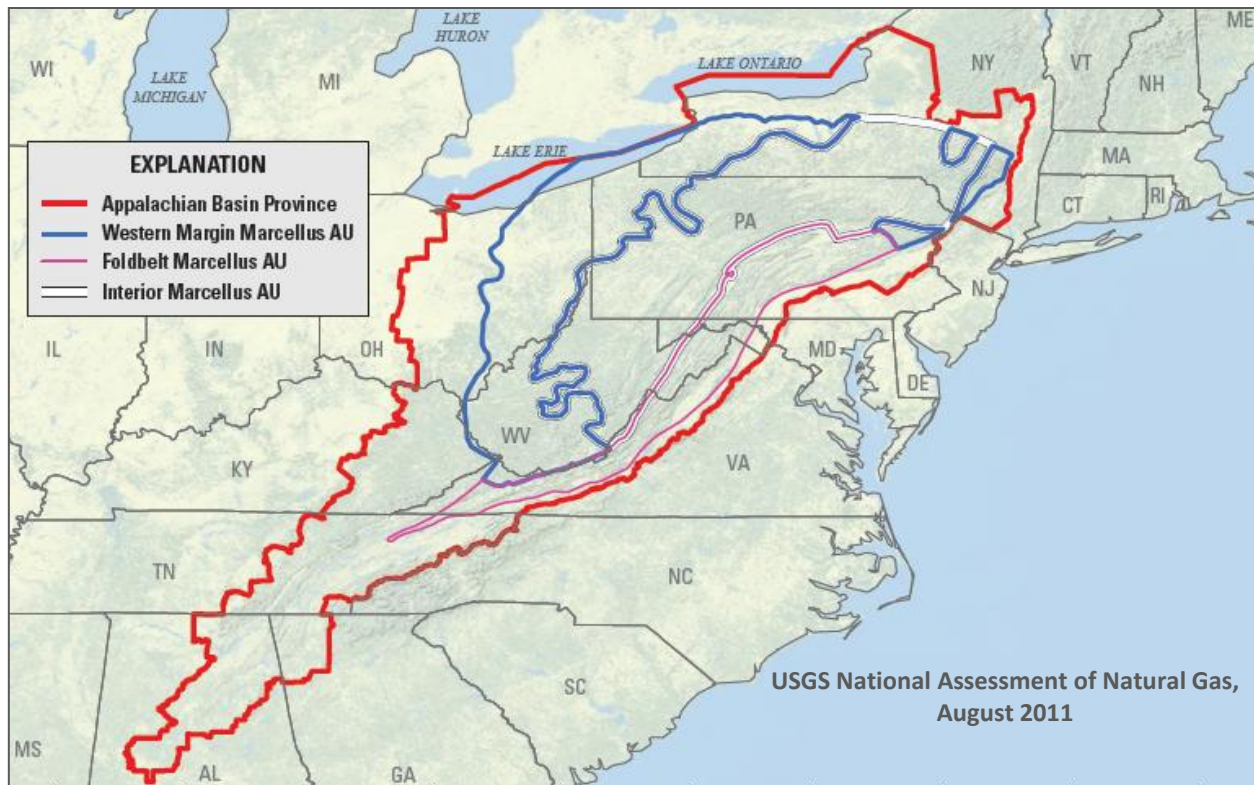 LAKE
HURON
ME
WI
LAKE
MICHIGAN
MI
LAKE ONTARIO
NY
VT
NH
EXPLANATION
Appalachian Basin Province
Western Margin Marcellus AU
Foldbelt Marcellus AU
Interior Marcellus AU
LAKE ERIE
MA
CT
RI
PA
NJ
IL
IN
OH
MD
DE
WV
KY
VA
TN
NC
SC
USGS National Assessment of Natural Gas,
August 2011
MS
AL
GA